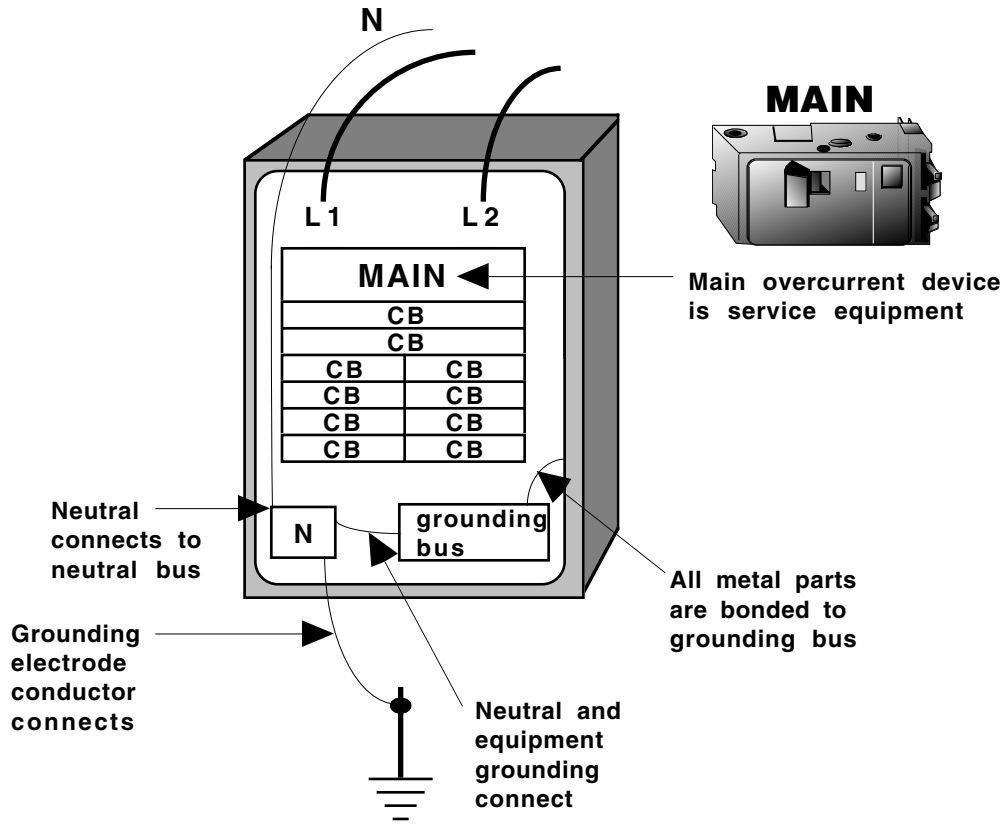 N
MAIN
L1 L2
MAIN
Main overcurrent device
is service equipment
CB
CB
CB CB
CB CB
CB CB
CB CB
Neutral
connects to
neutral bus
N
grounding
bus
All metal parts
are bonded to
grounding bus
Grounding
electrode
conductor
connects
Neutral and
equipment
grounding
connect